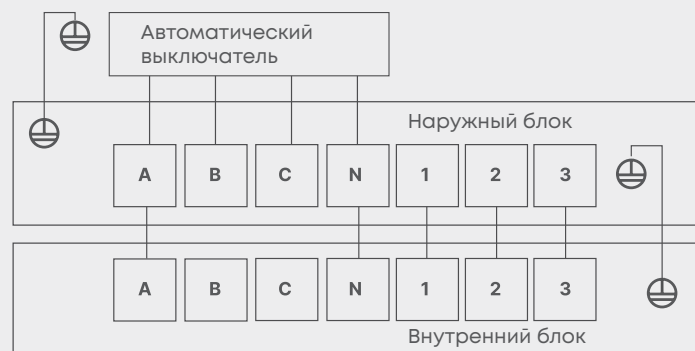 Автоматический
выключатель
Наружный блок
A B C N 1 2 3
A B C N 1 2 3
Внутренний блок